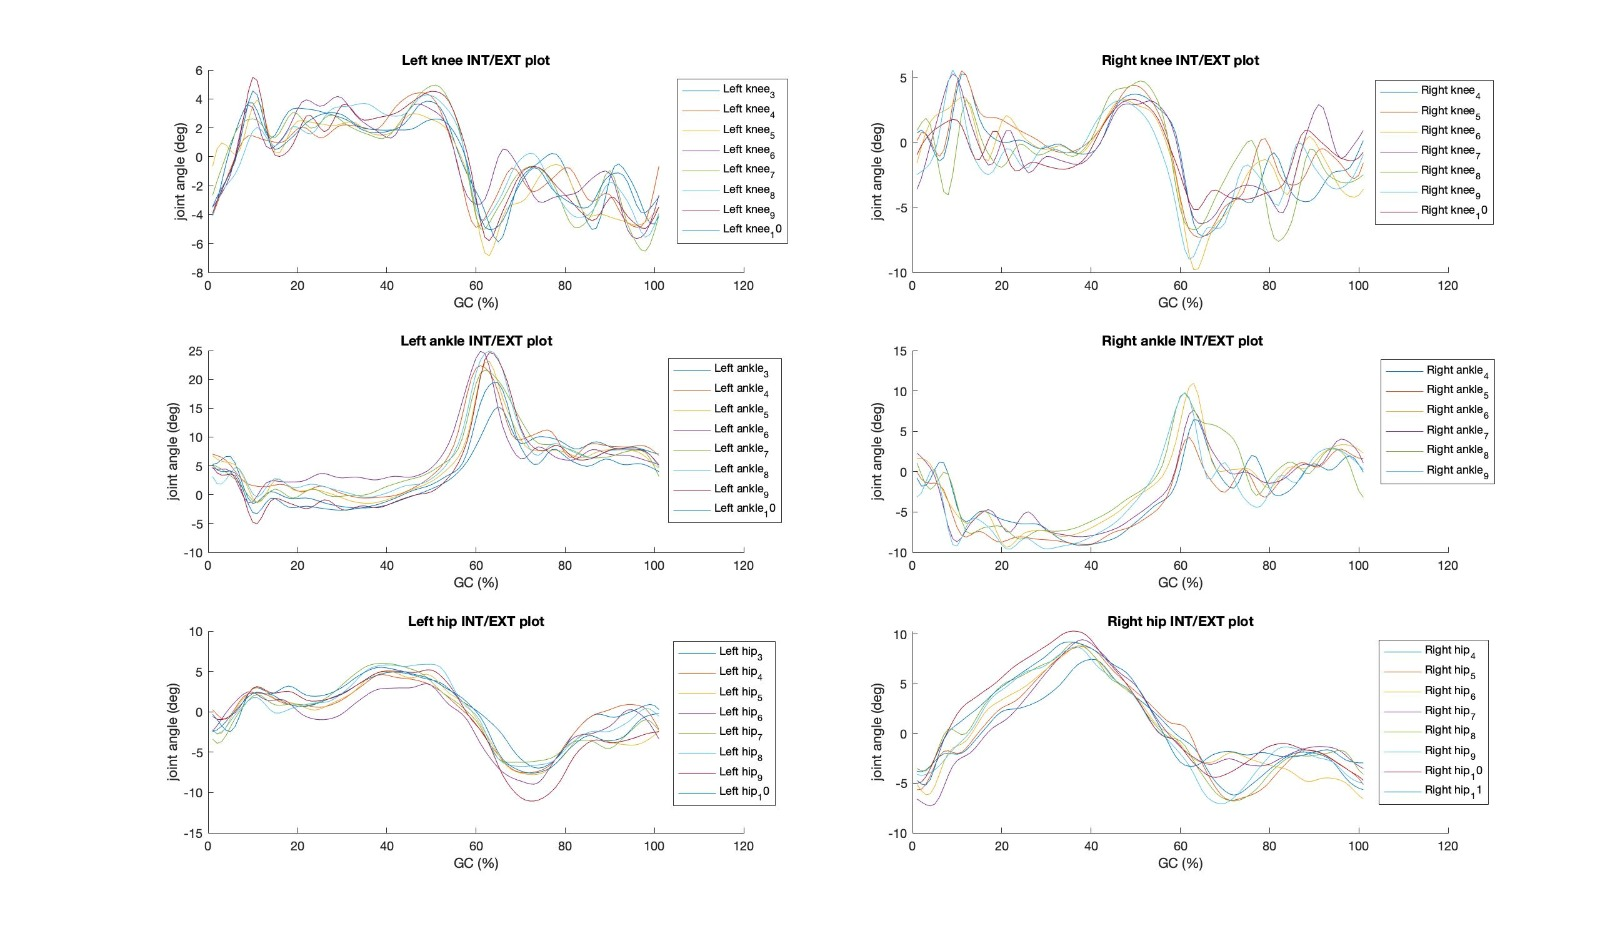 Left knee INT/EXT plot
6
4
2
0
-2
-4
-6
-8
joint angle (deg)
0 20 40 60 80 100 120
GC (%)
Left knee3
Left knee4
Left knee5
Left knee6
Left knee7
Left knee8
Left knee9
Left knee10
Right knee INT/EXT plot
5
0
-5
-10
joint angle (deg)
0 20 40 60 80 100 120
GC (%)
Right knee4
Right knee5
Right knee6
Right knee7
Right knee8
Right knee9
Right knee10
Left ankle INT/EXT plot
25
20
15
10
5
0
-5
-10
joint angle (deg)
0 20 40 60 80 100 120
GC (%)
Left ankle3
Left ankle4
Left ankle5
Left ankle6
Left ankle7
Left ankle8
Left ankle9
Left ankle10
Right ankle INT/EXT plot
15
10
5
0
-5
-10
joint angle (deg)
0 20 40 60 80 100 120
GC (%)
Right ankle4
Right ankle5
Right ankle6
Right ankle7
Right ankle8
Right ankle9
Left hip INT/EXT plot
10
5
0
-5
-10
-15
joint angle (deg)
0 20 40 60 80 100 120
GC (%)
Left hip3
Left hip4
Left hip5
Left hip6
Left hip7
Left hip8
Left hip9
Left hip10
Right hip INT/EXT plot
10
5
0
-5
-10
joint angle (deg)
0 20 40 60 80 100 120
GC (%)
Right hip4
Right hip5
Right hip6
Right hip7
Right hip8
Right hip9
Right hip10
Right hip11